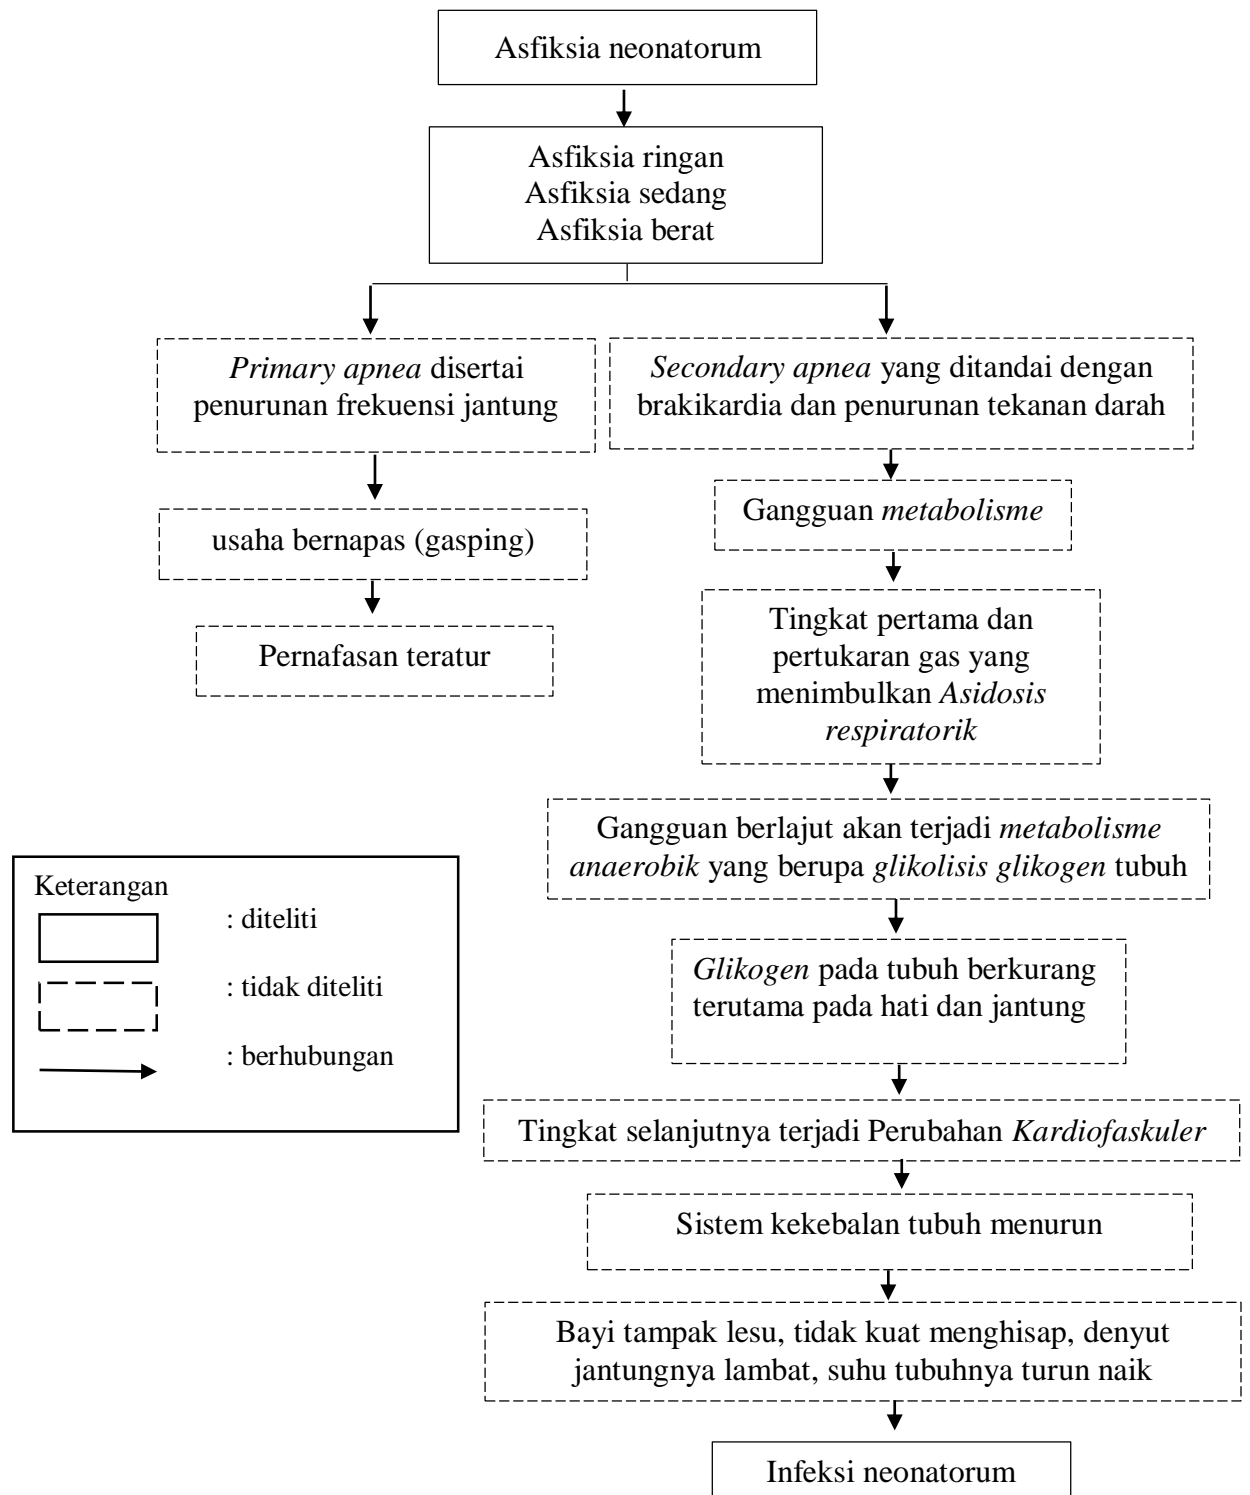 Asfiksia neonatorum
Asfiksia ringan
Asfiksia sedang
Asfiksia berat
Primary apnea disertai
penurunan frekuensi jantung
usaha bernapas (gasping)
Pernafasan teratur
Secondary apnea yang ditandai dengan
brakikardia dan penurunan tekanan darah
Gangguan metabolisme
Tingkat pertama dan
pertukaran gas yang
menimbulkan Asidosis
respiratorik
Gangguan berlajut akan terjadi metabolisme
anaerobik yang berupa glikolisis glikogen tubuh
Glikogen pada tubuh berkurang
terutama pada hati dan jantung
Tingkat selanjutnya terjadi Perubahan Kardiofaskuler
Sistem kekebalan tubuh menurun
Bayi tampak lesu, tidak kuat menghisap, denyut
jantungnya lambat, suhu tubuhnya turun naik
Infeksi neonatorum
Keterangan
: diteliti
: tidak diteliti
: berhubungan